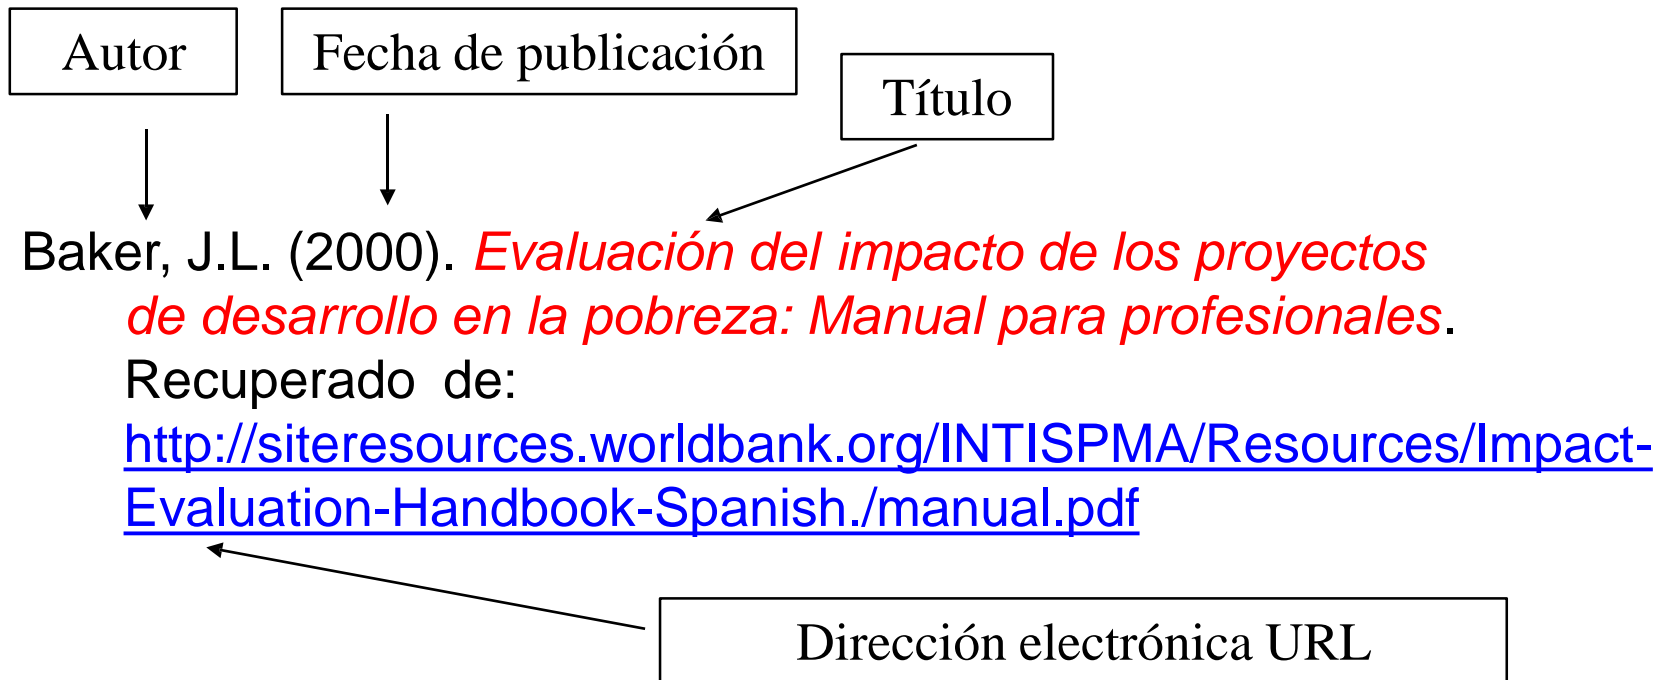 Autor
Fecha de publicación
Título
Baker, J.L. (2000). Evaluación del impacto de los proyectos
de desarrollo en la pobreza: Manual para profesionales.
Recuperado de:
http://siteresources.worldbank.org/INTISPMA/Resources/Impact-
Evaluation-Handbook-Spanish./manual.pdf
Dirección electrónica URL